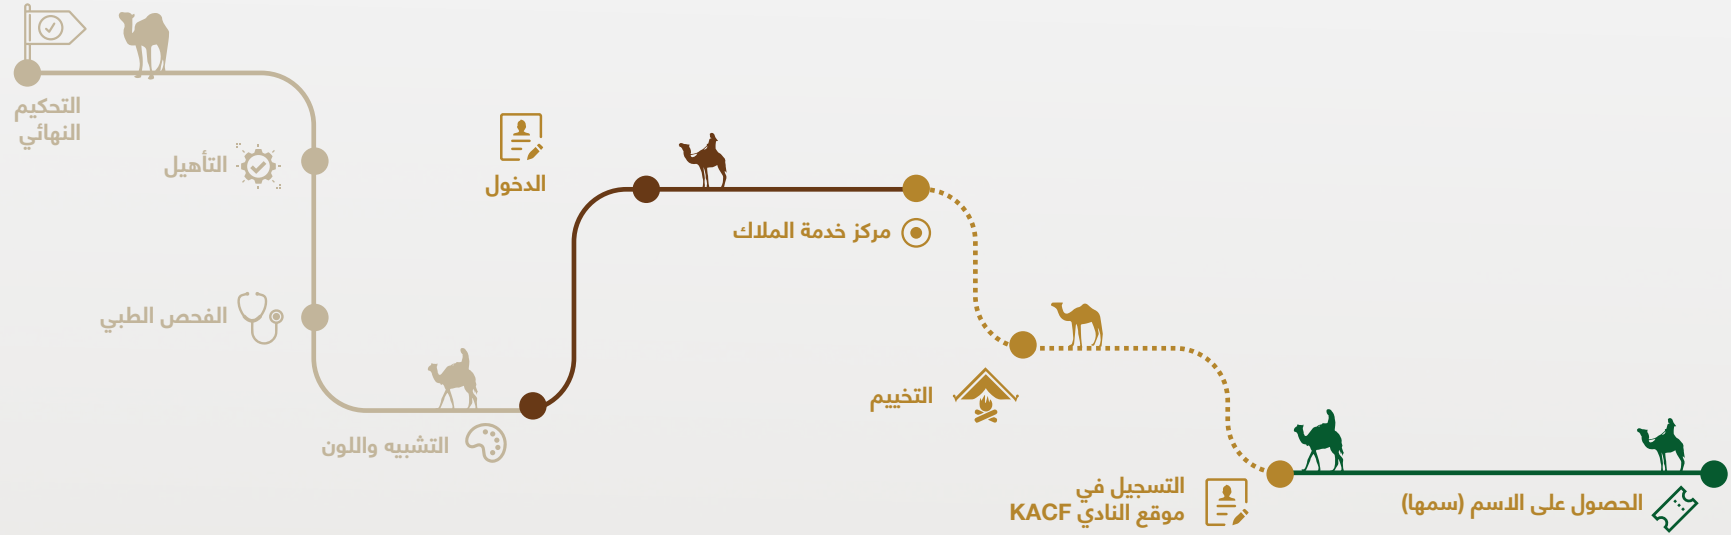 الحصول على الاسم (سمها)
التسجيل في
موقع النادي KACF
التخييم
مركز خدمة الملاك
الدخول
التشبيه واللون
الفحص الطبي
التأهيل
التحكيم
النهائي